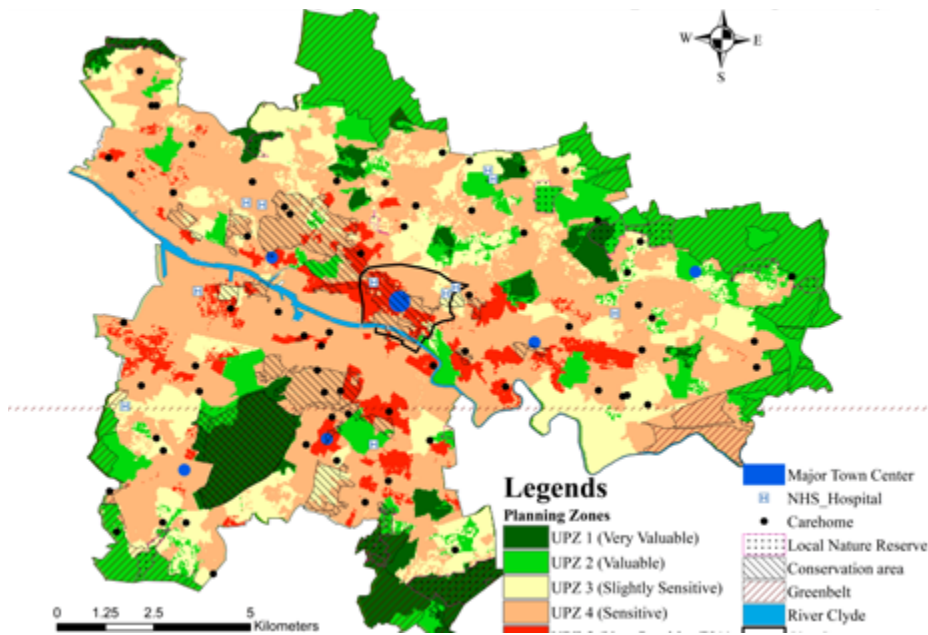 N
W E
S
Legends
Planning Zones
UPZ 1 (Very Valuable)
UPZ 2 (Valuable)
UPZ 3 (Slightly Sensitive)
UPZ 4 (Sensitive)
Major Town Center
NHS_Hospital
Carehome
Local Nature Reserve
Conservation area
Greenbelt
River Clyde
0 1.25 2.5 5
Kilometers